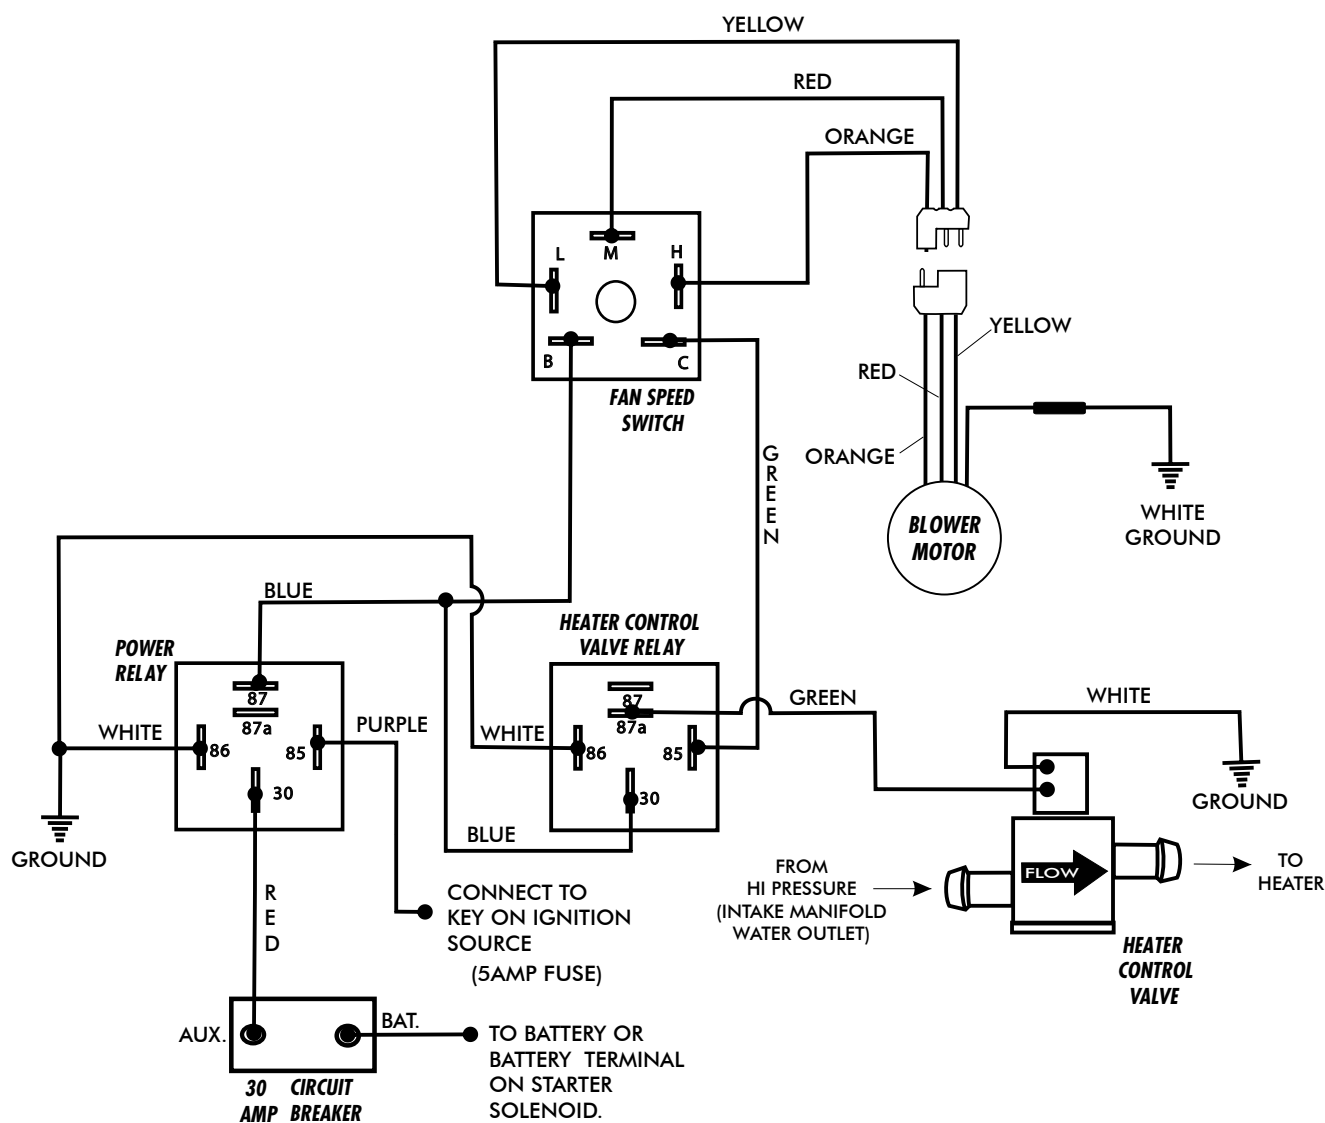 YELLOW
RED
ORANGE
L
M
H
B
C
FAN SPEED
SWITCH
YELLOW
RED
ORANGE
BLOWER
MOTOR
WHITE
GROUND
GREEN
BLUE
POWER
RELAY
87
87a
86
85
30
WHITE
PURPLE
GROUND
HEATER CONTROL
VALVE RELAY
87
87a
86
85
30
WHITE
BLUE
GREEN
WHITE
GROUND
FROM
HI PRESSURE
(INTAKE MANIFOLD
WATER OUTLET)
FLOW
TO
HEATER
HEATER
CONTROL
VALVE
RED
CONNECT TO
KEY ON IGNITION
SOURCE
(5AMP FUSE)
AUX.
BAT.
TO BATTERY OR
BATTERY TERMINAL
ON STARTER
SOLENOID.
30 CIRCUIT
AMP BREAKER